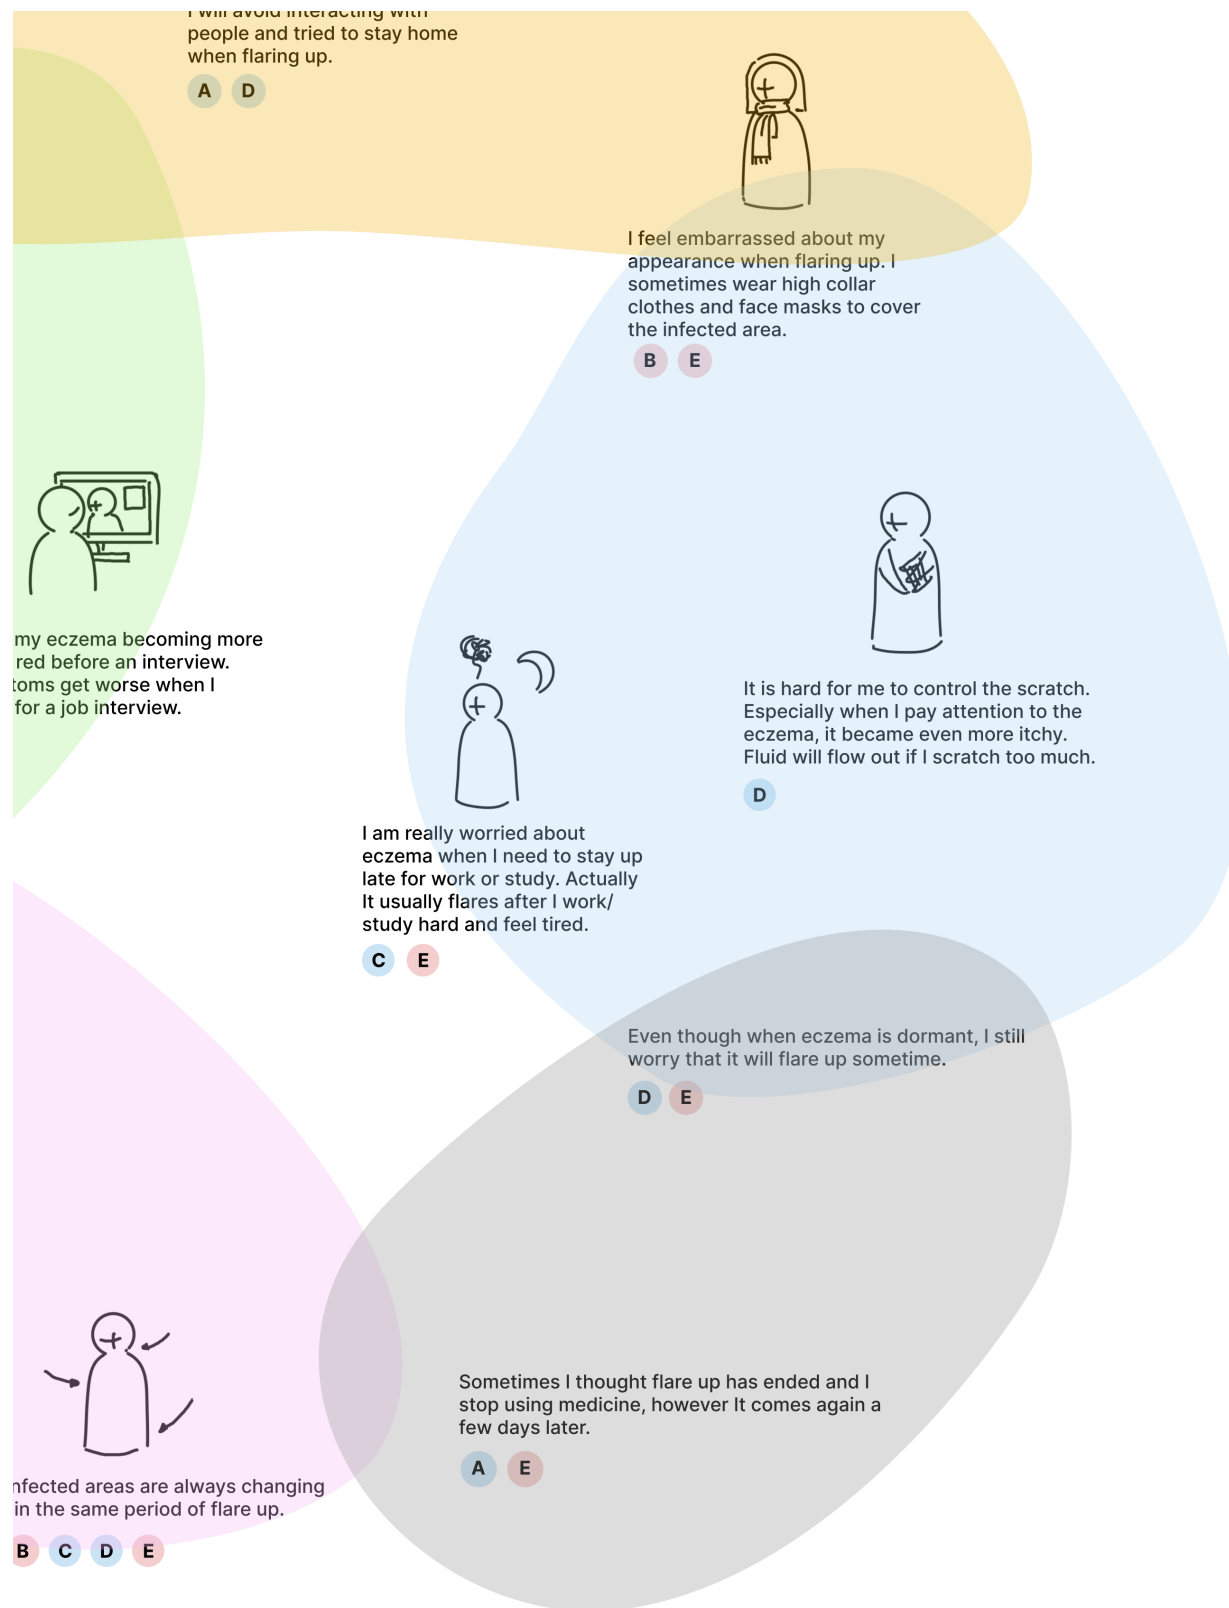 I will avoid interacting with
people and tried to stay home
when flaring up.
A D
I feel embarrassed about my
appearance when flaring up. I
sometimes wear high collar
clothes and face masks to cover
the infected area.
B E
my eczema becoming more
red before an interview.
toms get worse when I
for a job interview.
It is hard for me to control the scratch.
Especially when I pay attention to the
eczema, it became even more itchy.
Fluid will flow out if I scratch too much.
D
I am really worried about
eczema when I need to stay up
late for work or study. Actually
It usually flares after I work/
study hard and feel tired.
C E
Even though when eczema is dormant, I still
worry that it will flare up sometime.
D E
Sometimes I thought flare up has ended and I
stop using medicine, however It comes again a
few days later.
A E
nfected areas are always changing
in the same period of flare up.
B C D E